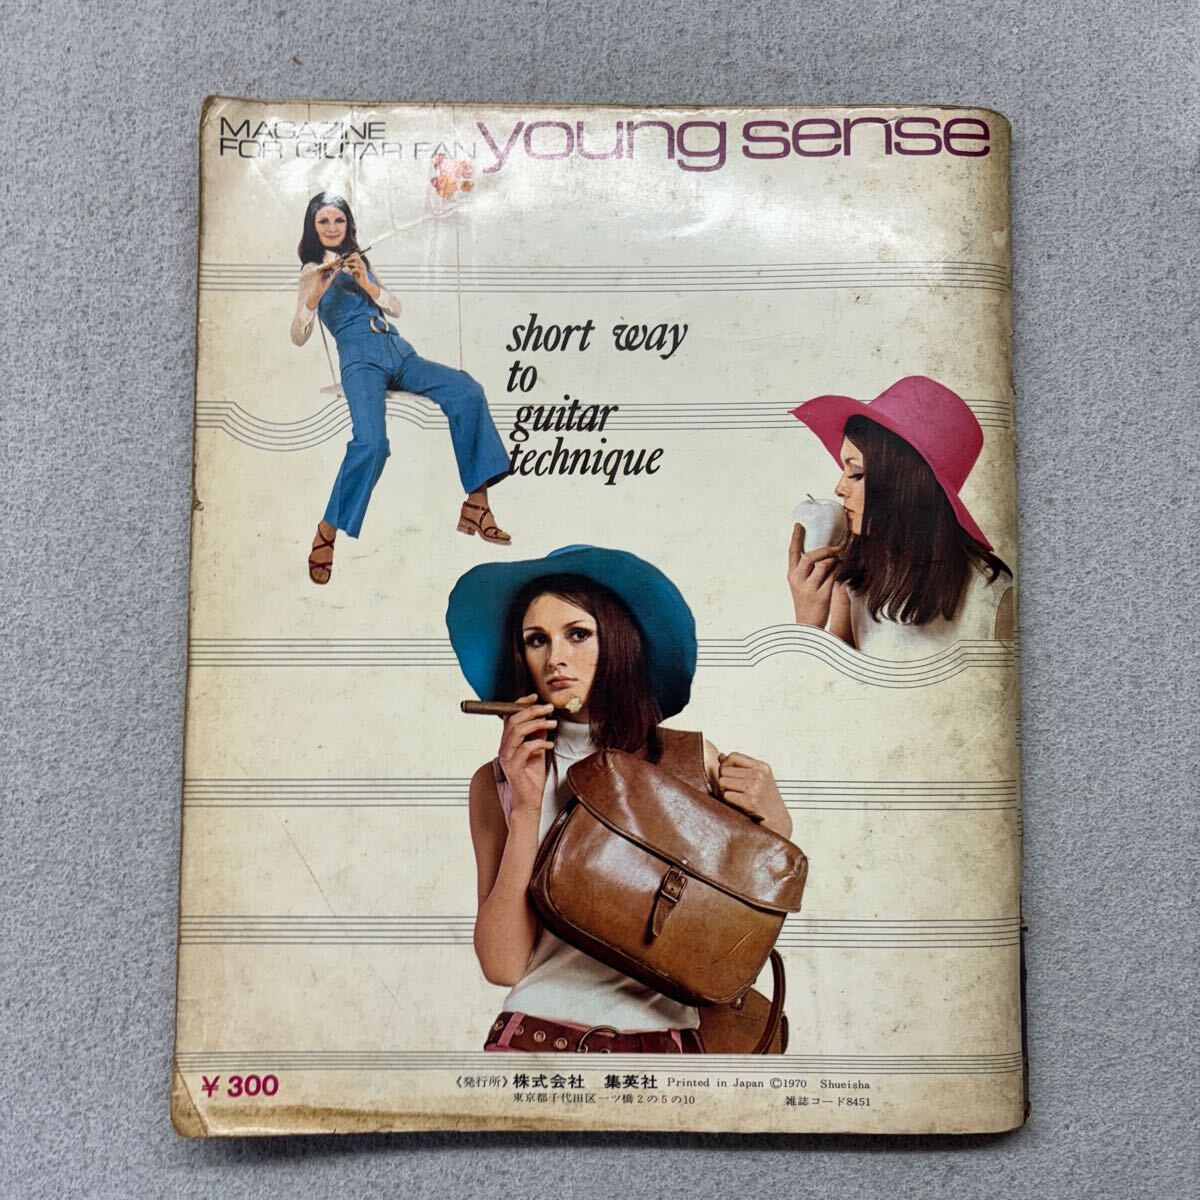 MAGAZINE
FOR GIUTAR FAN
young sense
short way
to
guitar
technique
¥300
《発行所》株式会社 集英社 Printed in Japan ©1970 Shueisha
東京都千代田区一ツ橋2の5の10 雑誌コード8451